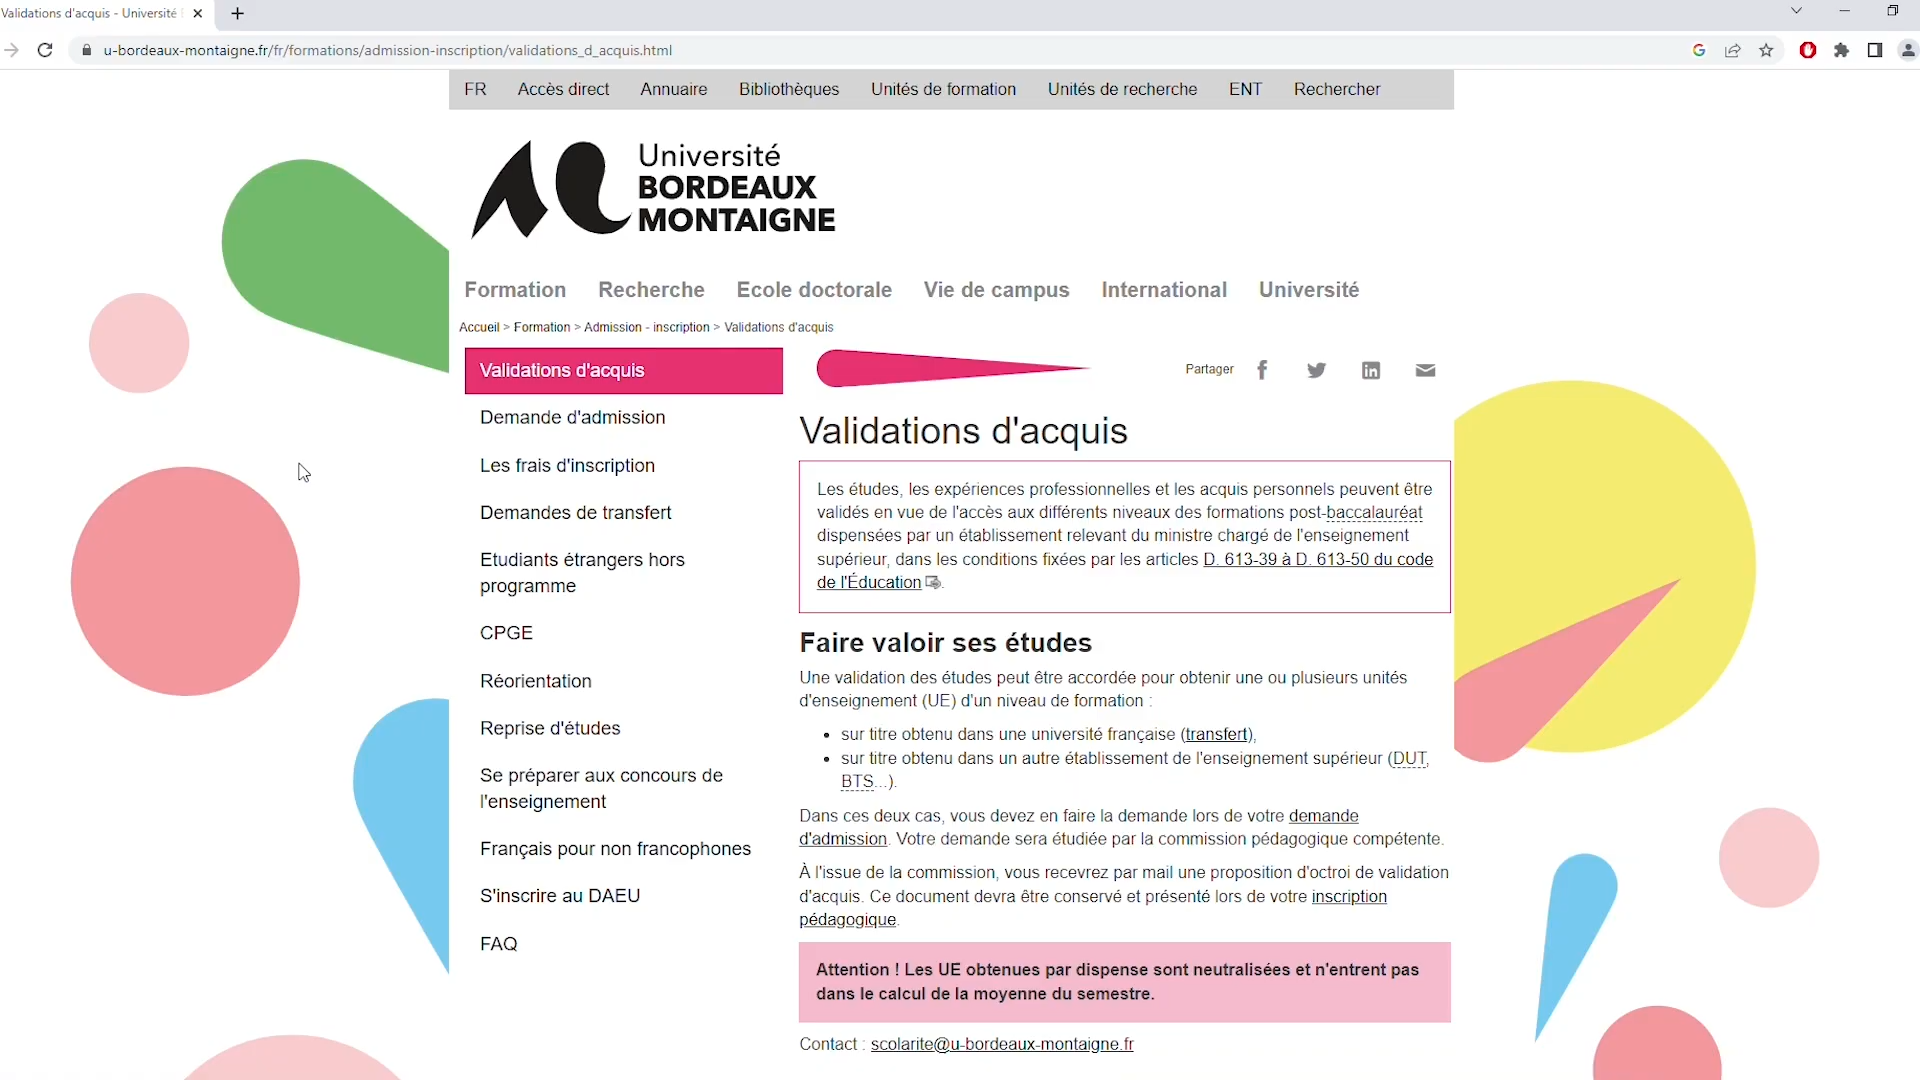 Validations d'acquis - Université
u-bordeaux-montaigne.fr/fr/formations/admission-inscription/validations_d_acquis.html
FR Accès direct Annuaire Bibliothèques Unités de formation Unités de recherche ENT Rechercher
Université
BORDEAUX
MONTAIGNE
Formation Recherche Ecole doctorale Vie de campus International Université
Accueil > Formation > Admission - inscription > Validations d'acquis
Validations d'acquis
Demande d'admission
Les frais d'inscription
Demandes de transfert
Etudiants étrangers hors
programme
CPGE
Réorientation
Reprise d'études
Se préparer aux concours de
l'enseignement
Français pour non francophones
S'inscrire au DAEU
FAQ
Partager
Validations d'acquis
Les études, les expériences professionnelles et les acquis personnels peuvent être
validés en vue de l'accès aux différents niveaux des formations post-baccalauréat
dispensées par un établissement relevant du ministre chargé de l'enseignement
supérieur, dans les conditions fixées par les articles D. 613-39 à D. 613-50 du code
de l'Éducation.
Faire valoir ses études
Une validation des études peut être accordée pour obtenir une ou plusieurs unités
d'enseignement (UE) d'un niveau de formation :
• sur titre obtenu dans une université française (transfert),
• sur titre obtenu dans un autre établissement de l'enseignement supérieur (DUT,
BTS...).
Dans ces deux cas, vous devez en faire la demande lors de votre demande
d'admission. Votre demande sera étudiée par la commission pédagogique compétente.
À l'issue de la commission, vous recevrez par mail une proposition d'octroi de validation
d'acquis. Ce document devra être conservé et présenté lors de votre inscription
pédagogique.
Attention ! Les UE obtenues par dispense sont neutralisées et n'entrent pas
dans le calcul de la moyenne du semestre.
Contact : scolarite@u-bordeaux-montaigne.fr